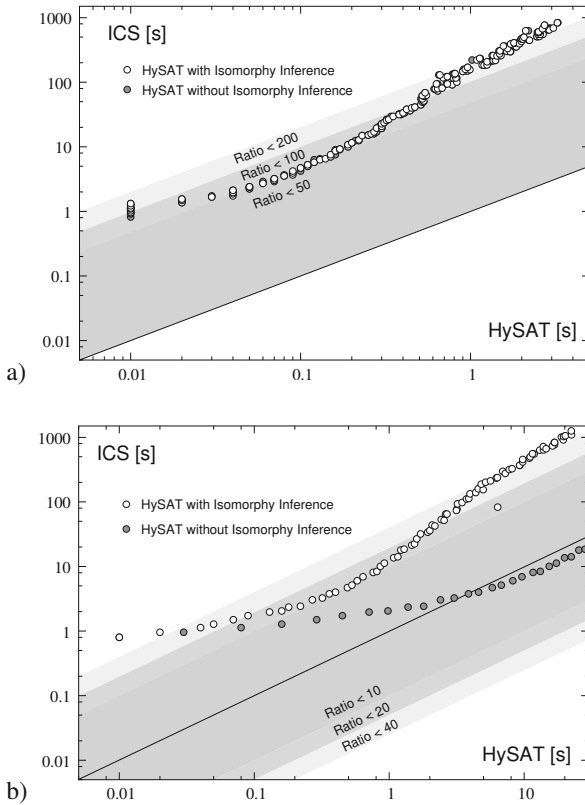 ICS [s]
1000
HySAT with Isomorphy Inference
HySAT without Isomorphy Inference
100
10
Ratio < 200
Ratio < 100
Ratio < 50
1
0.1
0.01
HySAT [s]
a)
0.01
0.1
1
ICS [s]
1000
HySAT with Isomorphy Inference
HySAT without Isomorphy Inference
100
10
1
0.1
Ratio < 10
Ratio < 20
Ratio < 40
0.01
HySAT [s]
b)
0.01
0.1
1
10